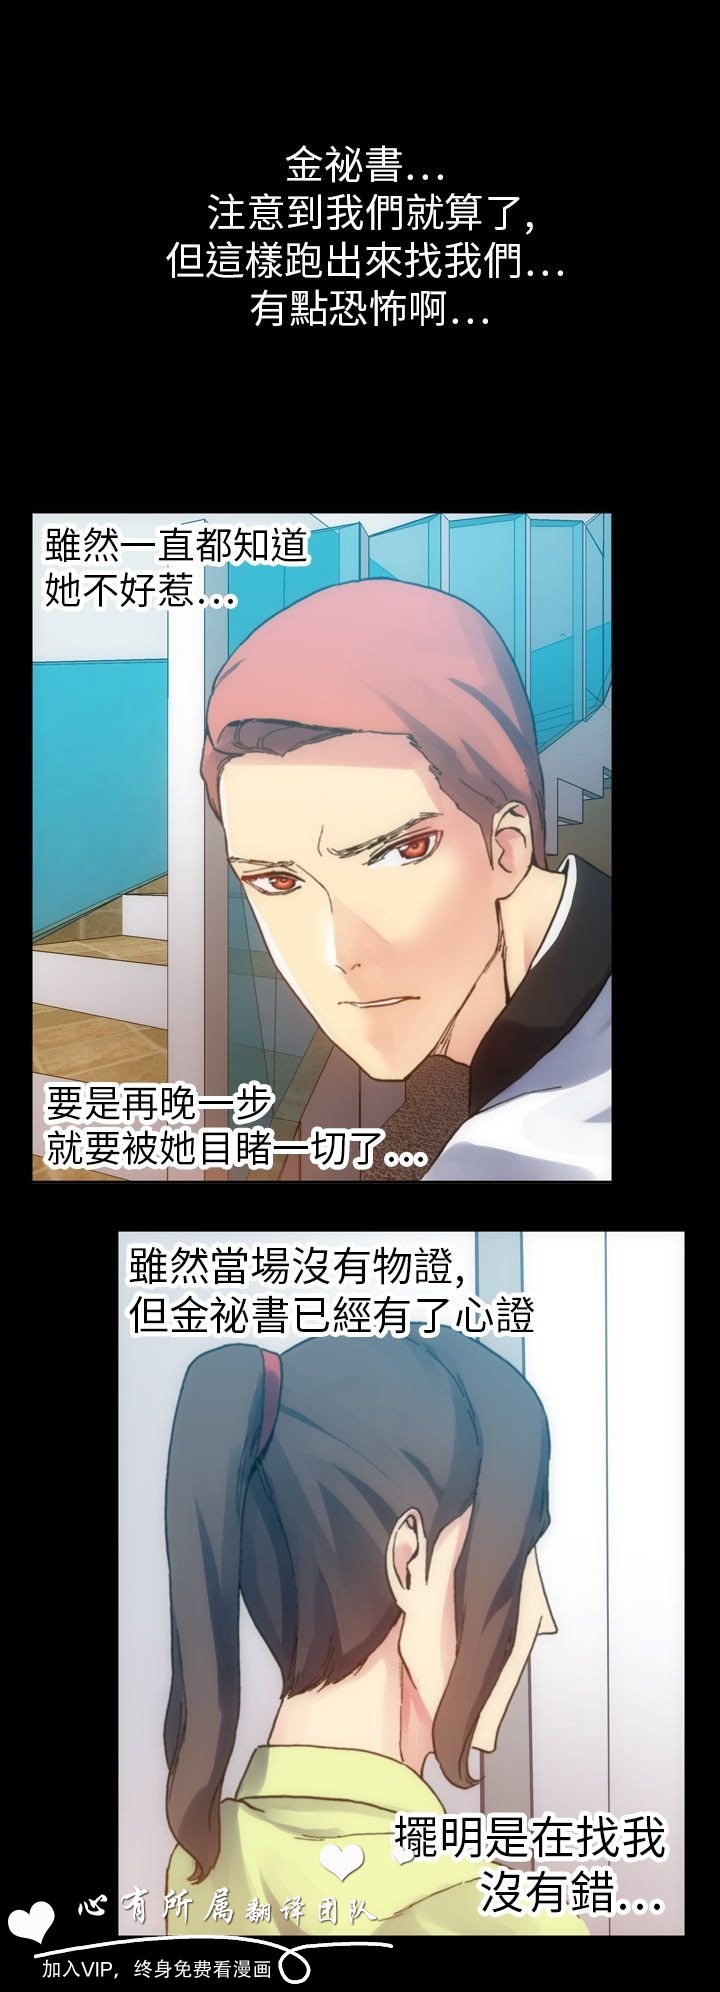 金祕書...
注意到我們就算了,
但這樣跑出來找我們...
有點恐怖啊...
雖然一直都知道
她不好惹...
要是再晚一步
就要被她目睹一切了...
雖然當場沒有物證,
但金祕書已經有了心證
擺明是在找我
沒有錯...
心有所属翻译团队
加入VIP，终身免费看漫画